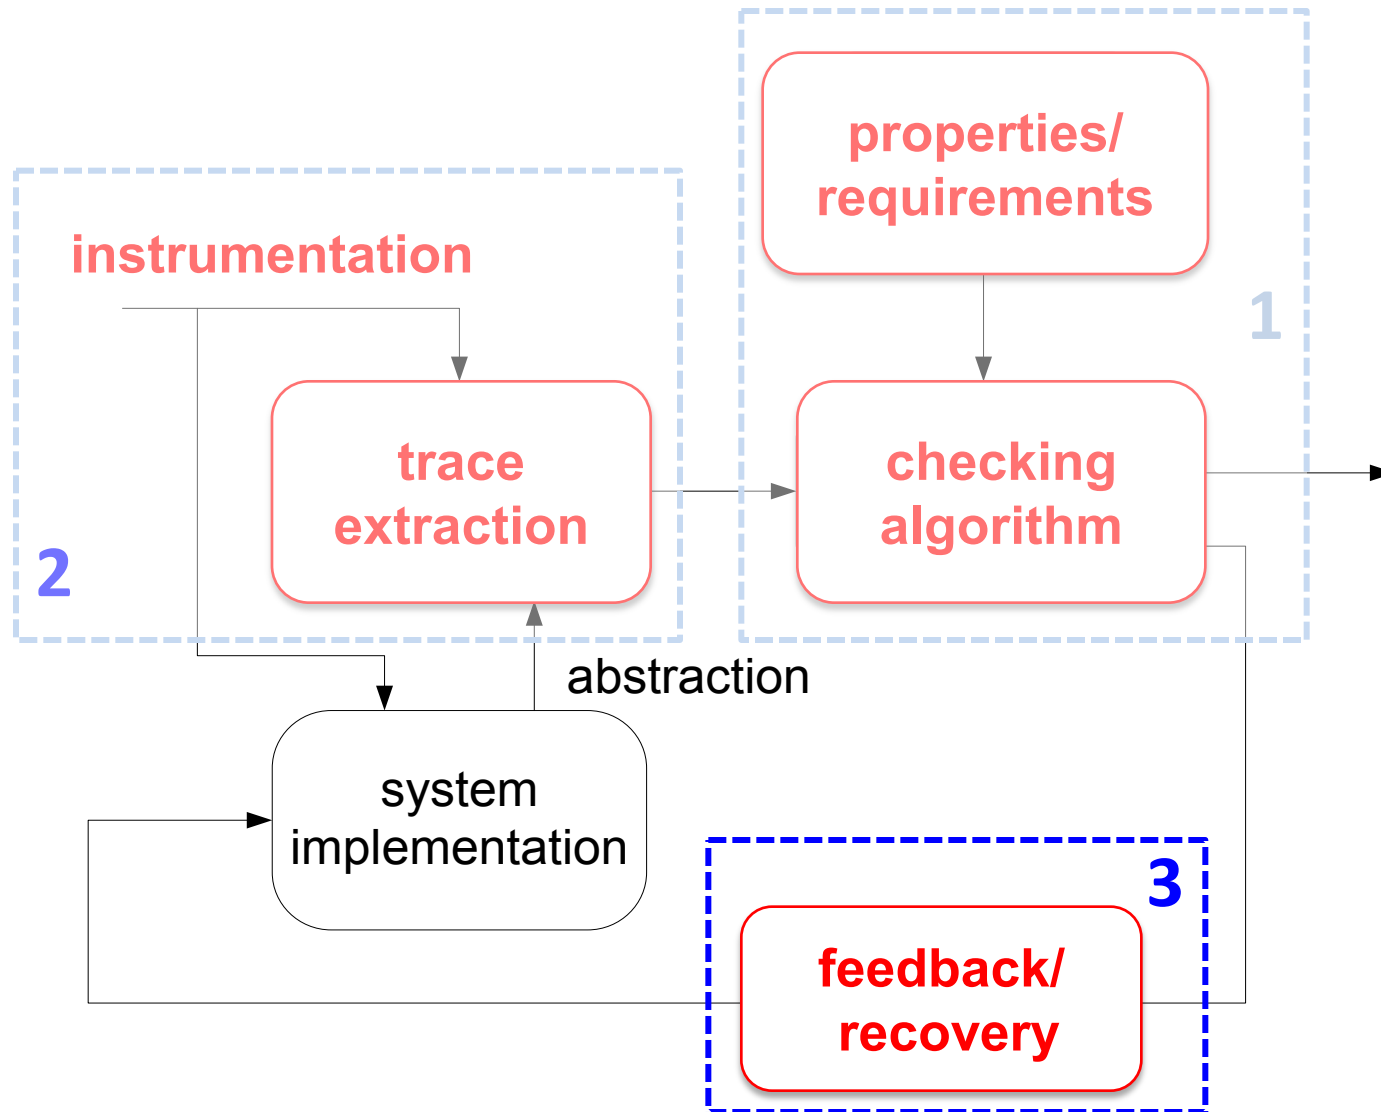 properties/
requirements
instrumentation
1
trace
extraction
checking
algorithm
2
abstraction
system
implementation
3
feedback/
recovery